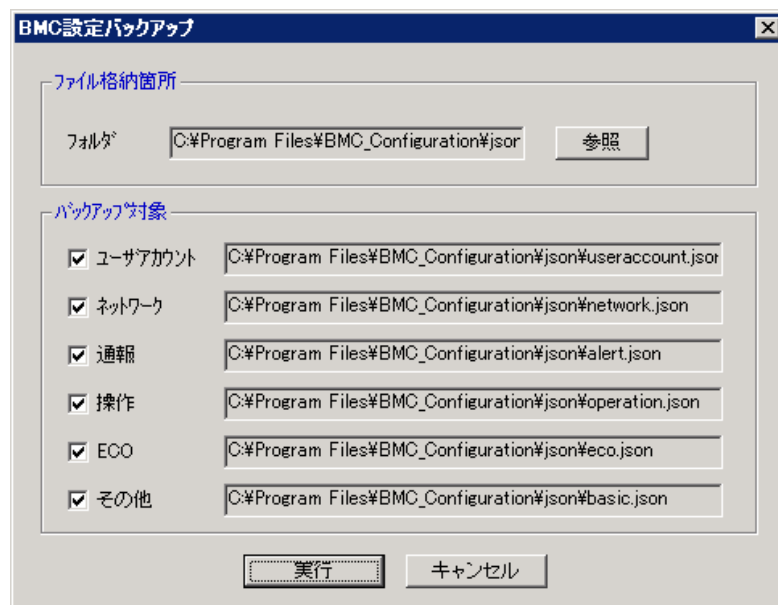 BMC設定バックアップ
ファイル格納箇所
フォルダ C:¥Program Files¥BMC_Configuration¥jsor 参照
バックアップ対象
ユーザアカウント C:¥Program Files¥BMC_Configuration¥json¥useraccount.jsor
ネットワーク C:¥Program Files¥BMC_Configuration¥json¥network.json
通報 C:¥Program Files¥BMC_Configuration¥json¥alert.json
操作 C:¥Program Files¥BMC_Configuration¥json¥operation.json
ECO C:¥Program Files¥BMC_Configuration¥json¥eco.json
その他 C:¥Program Files¥BMC_Configuration¥json¥basic.json
実行 キャンセル